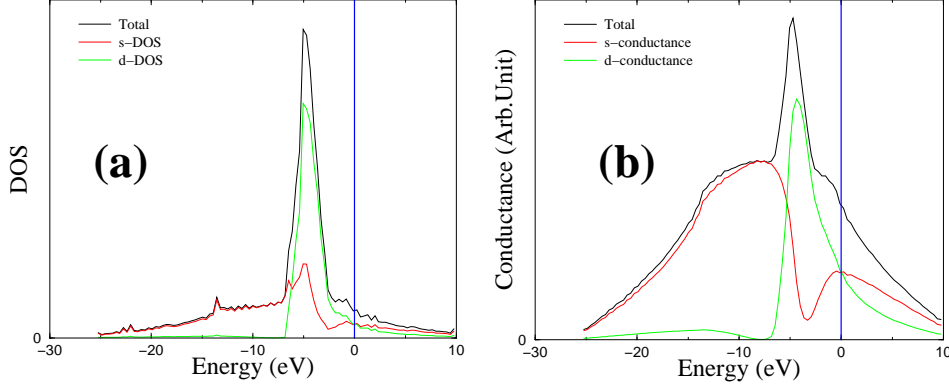 Total
s−DOS
d−DOS
(a)
DOS
0
−30 −20 −10 0 10
Energy (eV)
Total
s−conductance
d−conductance
(b)
Conductance (Arb.Unit)
0
−30 −20 −10 0 10
Energy (eV)